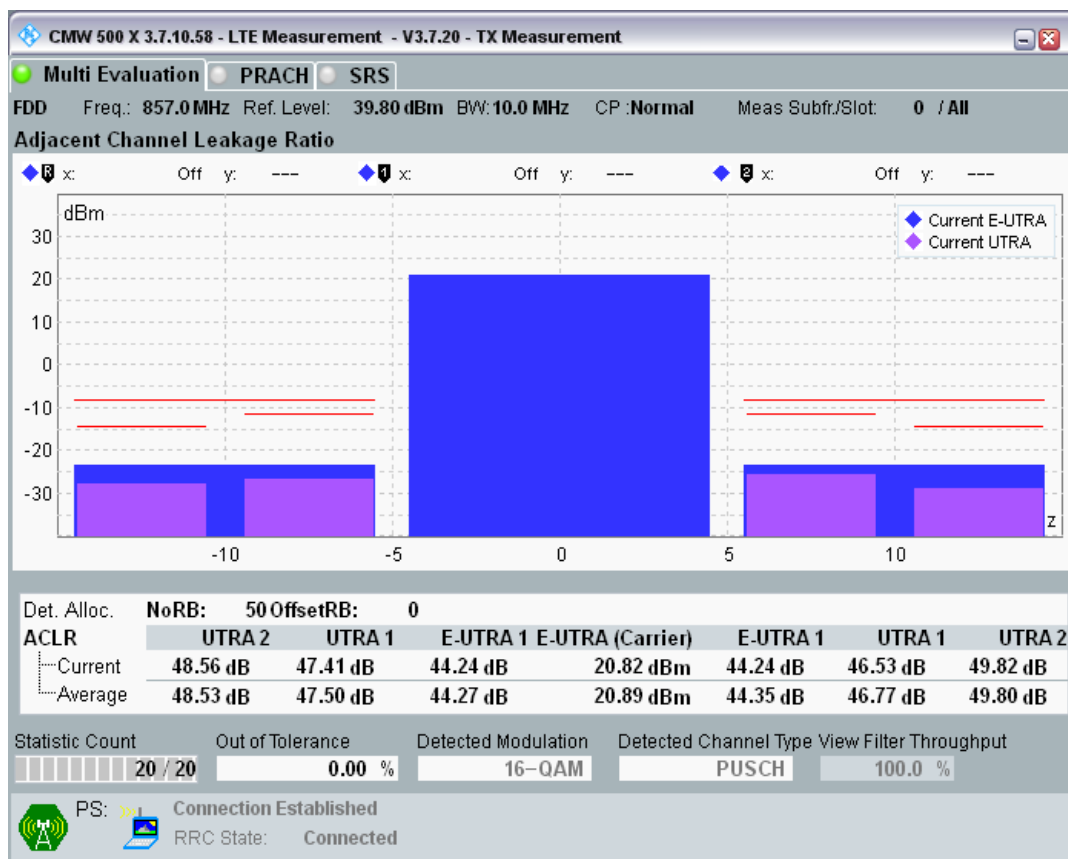 CMW 500 X 3.7.10.58 - LTE Measurement - V3.7.20 - TX Measurement
Multi Evaluation PRACH SRS
FDD Freq.: 857.0 MHz Ref. Level: 39.80 dBm BW: 10.0 MHz CP :Normal Meas Subfr./Slot: 0 / All
Adjacent Channel Leakage Ratio
R x: Off y: --- 1 x: Off y: --- 2 x: Off y: ---
dBm
Current E-UTRA
Current UTRA
30
20
10
0
-10
-20
-30
z
-10 -5 0 5 10
Det. Alloc. NoRB: 50 OffsetRB: 0
ACLR UTRA 2 UTRA 1 E-UTRA 1 E-UTRA (Carrier) E-UTRA 1 UTRA 1 UTRA 2
Current 48.56 dB 47.41 dB 44.24 dB 20.82 dBm 44.24 dB 46.53 dB 49.82 dB
Average 48.53 dB 47.50 dB 44.27 dB 20.89 dBm 44.35 dB 46.77 dB 49.80 dB
Statistic Count Out of Tolerance Detected Modulation Detected Channel Type View Filter Throughput
20 / 20 0.00 % 16-QAM PUSCH 100.0 %
PS: Connection Established
RRC State: Connected